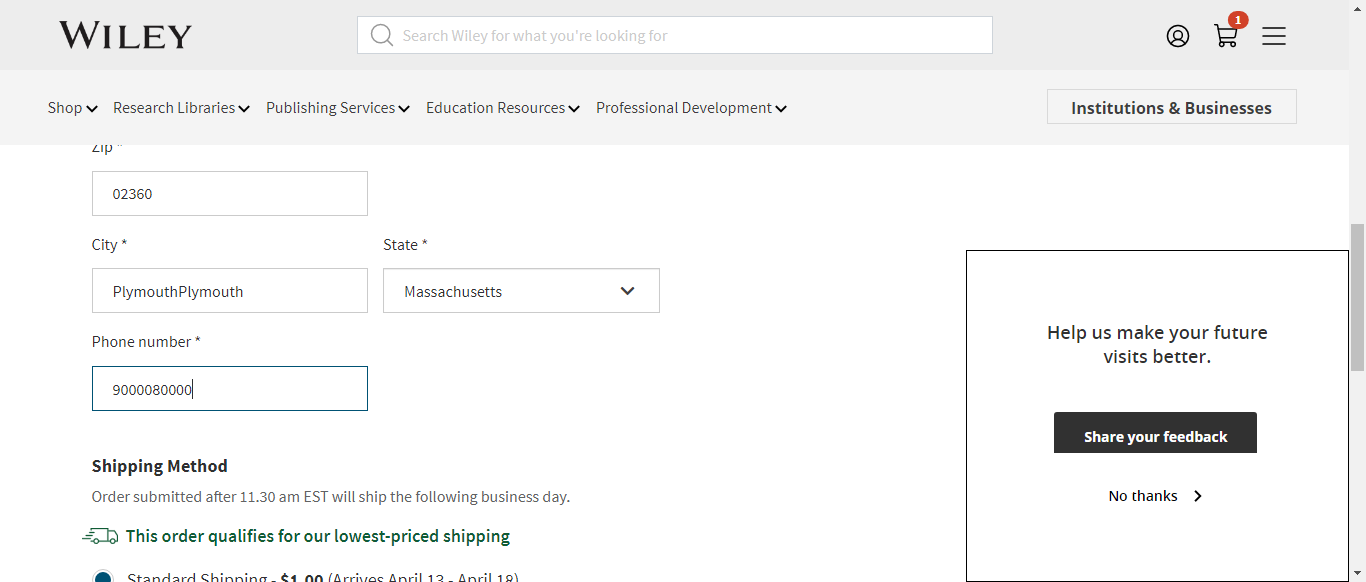 WILEY
Search Wiley for what you're looking for
1
Shop Research Libraries Publishing Services Education Resources Professional Development
Institutions & Businesses
Zip *
02360
City *
State *
PlymouthPlymouth
Massachusetts
Phone number *
9000080000
Shipping Method
Order submitted after 11.30 am EST will ship the following business day.
This order qualifies for our lowest-priced shipping
Standard Shipping - $1.00 (Arrives April 13 - April 18)
Help us make your future
visits better.
Share your feedback
No thanks